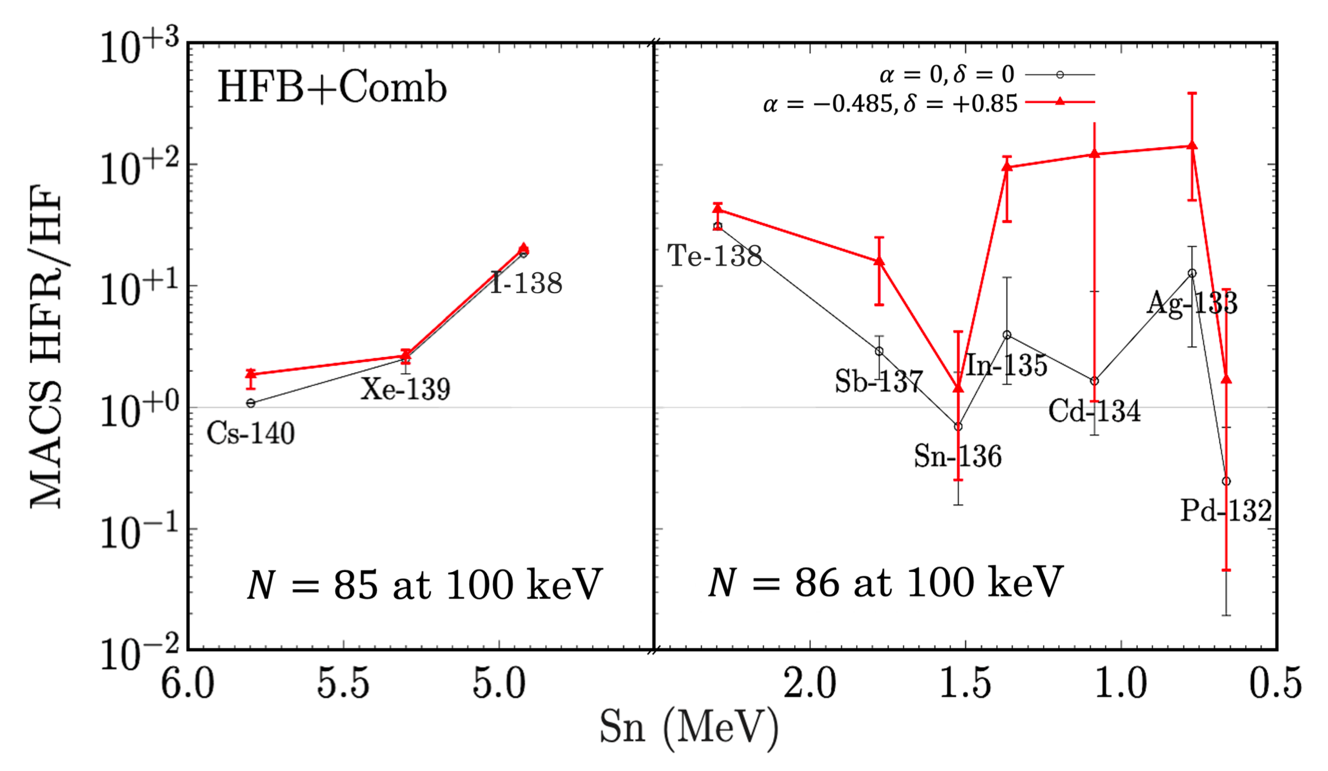 10+3
10+2
10+1
10+0
10−1
10−2
MACS HFR/HF
HFB+Comb
α = 0, δ = 0
α = −0.485, δ = +0.85
Cs-140
Xe-139
I-138
Te-138
Sb-137
Sn-136
In-135
Cd-134
Ag-133
Pd-132
N = 85 at 100 keV
N = 86 at 100 keV
6.0 5.5 5.0 2.0 1.5 1.0 0.5
Sn (MeV)